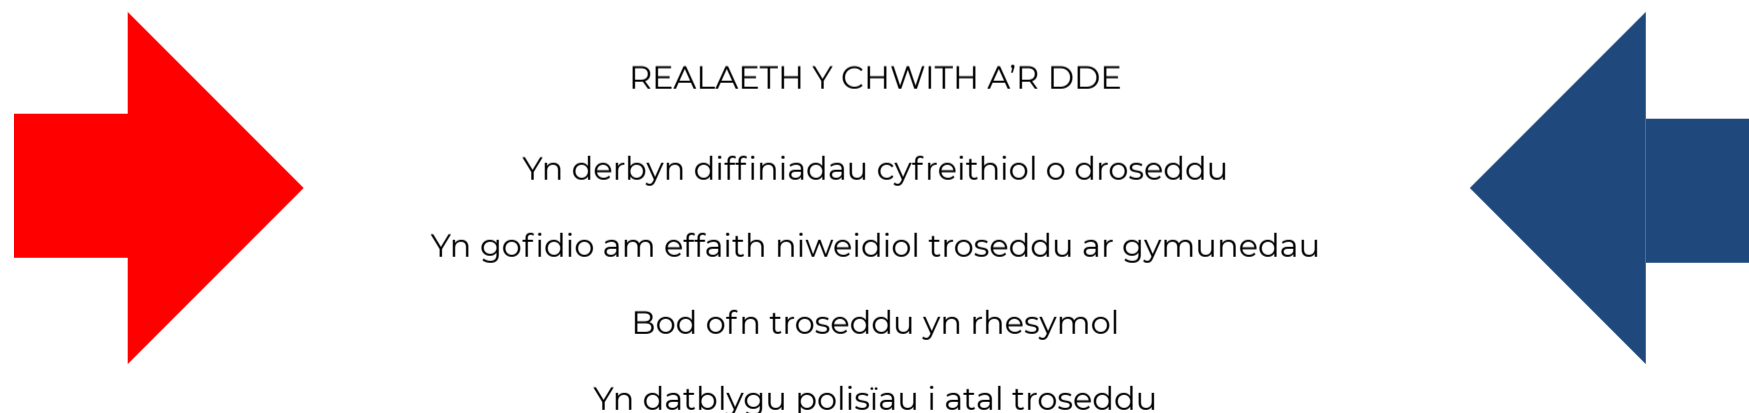 REALAETH Y CHWITH A’R DDE
Yn derbyn diffiniadau cyfreithiol o droseddu
Yn gofidio am effaith niweidiol troseddu ar gymunedau
Bod ofn troseddu yn rhesymol
Yn datblygu polisïau i atal troseddu